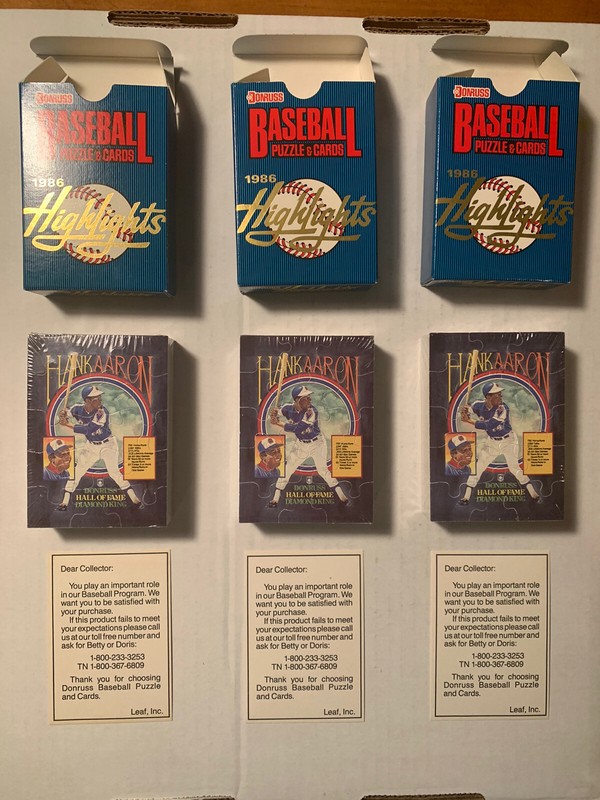 DONRUSS
BASEBALL
PUZZLE & CARDS
1986
Highlights
DONRUSS
BASEBALL
PUZZLE & CARDS
1986
Highlights
DONRUSS
BASEBALL
PUZZLE & CARDS
1986
Highlights
HANK AARON
DONRUSS
HALL OF FAME
DIAMOND KING
HANK AARON
DONRUSS
HALL OF FAME
DIAMOND KING
HANK AARON
DONRUSS
HALL OF FAME
DIAMOND KING
Dear Collector:
You play an important role
in our Baseball Program. We
want you to be satisfied with
your purchase.
If this product fails to meet
your expectations please call
us at our toll free number and
ask for Betty or Doris:
1-800-233-3253
TN 1-800-367-6809
Thank you for choosing
Donruss Baseball Puzzle
and Cards.
Leaf, Inc.
Dear Collector:
You play an important role
in our Baseball Program. We
want you to be satisfied with
your purchase.
If this product fails to meet
your expectations please call
us at our toll free number and
ask for Betty or Doris:
1-800-233-3253
TN 1-800-367-6809
Thank you for choosing
Donruss Baseball Puzzle
and Cards.
Leaf, Inc.
Dear Collector:
You play an important role
in our Baseball Program. We
want you to be satisfied with
your purchase.
If this product fails to meet
your expectations please call
us at our toll free number and
ask for Betty or Doris:
1-800-233-3253
TN 1-800-367-6809
Thank you for choosing
Donruss Baseball Puzzle
and Cards.
Leaf, Inc.